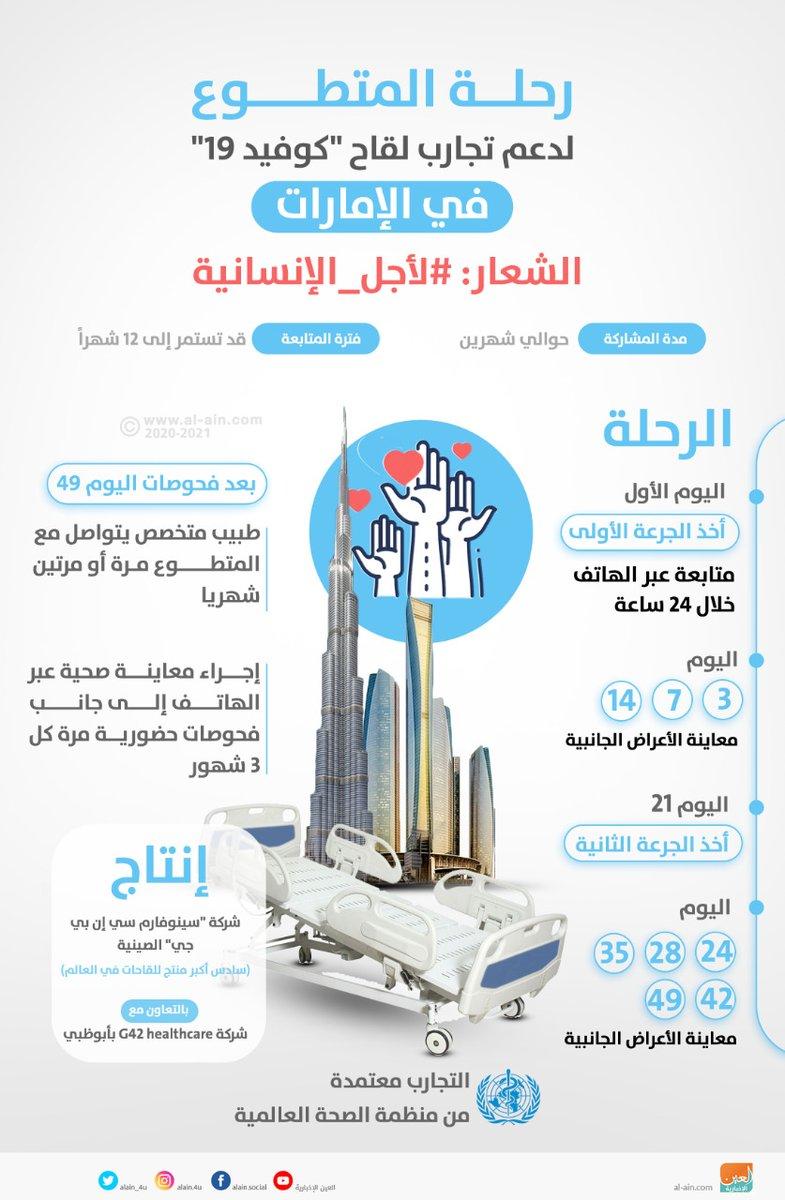 رحلة المتطوع
لدعم تجارب لقاح "كوفيد 19"
في الإمارات
الشعار: #لأجل_الإنسانية
مدة المشاركة حوالي شهرين
فترة المتابعة قد تستمر إلى 12 شهراً
الرحلة
اليوم الأول
أخذ الجرعة الأولى
متابعة عبر الهاتف
خلال 24 ساعة
اليوم
3 7 14
معاينة الأعراض الجانبية
اليوم 21
أخذ الجرعة الثانية
اليوم
24 28 35
42 49
معاينة الأعراض الجانبية
© www.al-ain.com
2020-2021
بعد فحوصات اليوم 49
طبيب متخصص يتواصل مع
المتطوع مرة أو مرتين
شهريا
إجراء معاينة صحية عبر
الهاتف إلى جانب
فحوصات حضورية مرة كل
3 شهور
إنتاج
شركة "سينوفارم سي إن بي
جي" الصينية
(سادس أكبر منتج للقاحات في العالم)
بالتعاون مع
شركة G42 healthcare بأبوظبي
التجارب معتمدة
من منظمة الصحة العالمية
alain_4u
alain.4u
alain.social
العين الإخبارية
al-ain.com
العين
الإخبارية